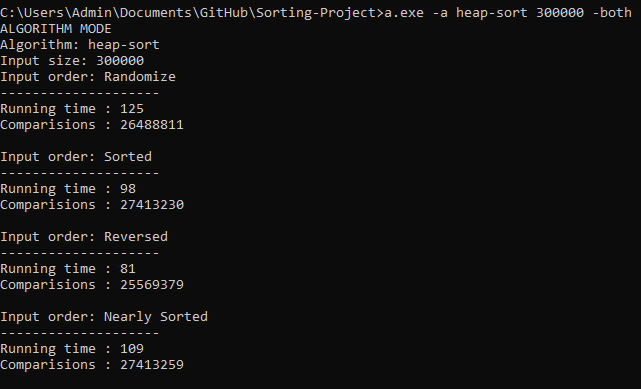 C:\Users\Admin\Documents\GitHub\Sorting-Project>a.exe -a heap-sort 300000 -both
ALGORITHM MODE
Algorithm: heap-sort
Input size: 300000
Input order: Randomize
--------------------
Running time : 125
Comparisions : 26488811

Input order: Sorted
--------------------
Running time : 98
Comparisions : 27413230

Input order: Reversed
--------------------
Running time : 81
Comparisions : 25569379

Input order: Nearly Sorted
--------------------
Running time : 109
Comparisions : 27413259